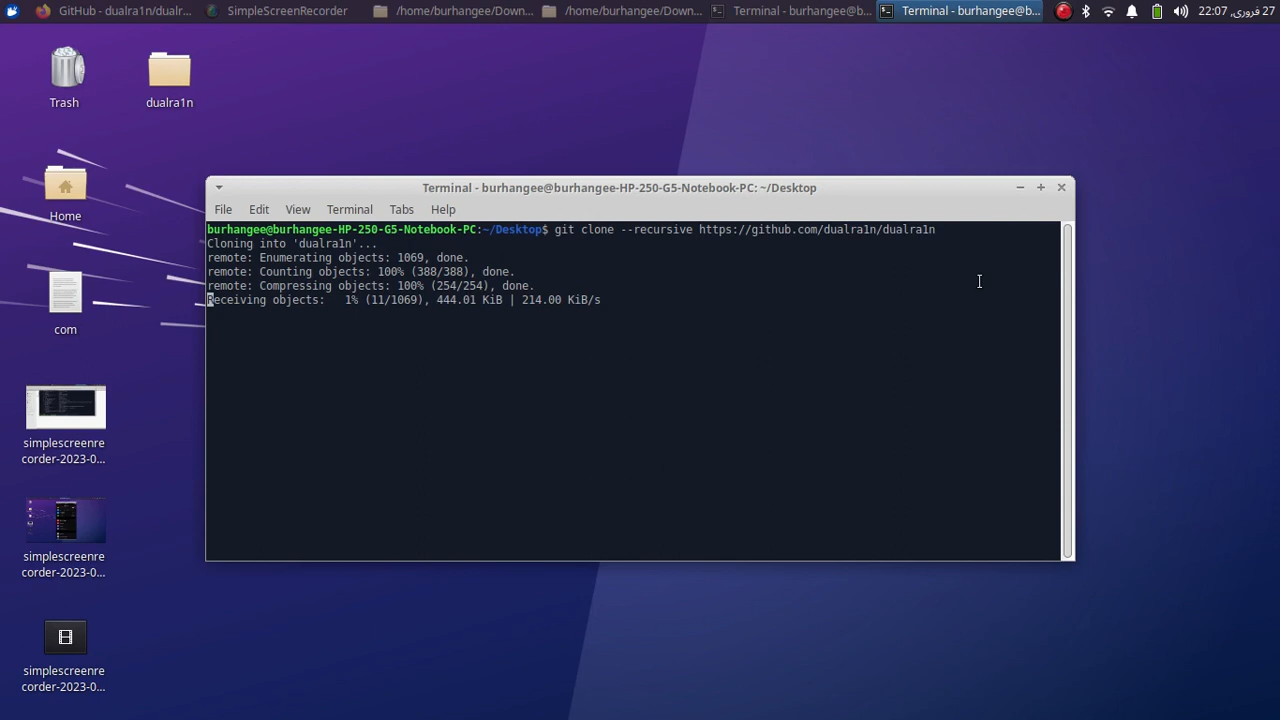 GitHub - dualra1n/dualr...
SimpleScreenRecorder
/home/burhangee/Down...
/home/burhangee/Down...
Terminal - burhangee@b...
Terminal - burhangee@b...
27 فروری, 22:07
Trash
dualra1n
Home
com
simplescreenre
corder-2023-0...
simplescreenre
corder-2023-0...
simplescreenre
corder-2023-0...
Terminal - burhangee@burhangee-HP-250-G5-Notebook-PC: ~/Desktop
File Edit View Terminal Tabs Help
burhangee@burhangee-HP-250-G5-Notebook-PC:~/Desktop$ git clone --recursive https://github.com/dualra1n/dualra1n
Cloning into 'dualra1n'...
remote: Enumerating objects: 1069, done.
remote: Counting objects: 100% (388/388), done.
remote: Compressing objects: 100% (254/254), done.
Receiving objects:   1% (11/1069), 444.01 KiB | 214.00 KiB/s